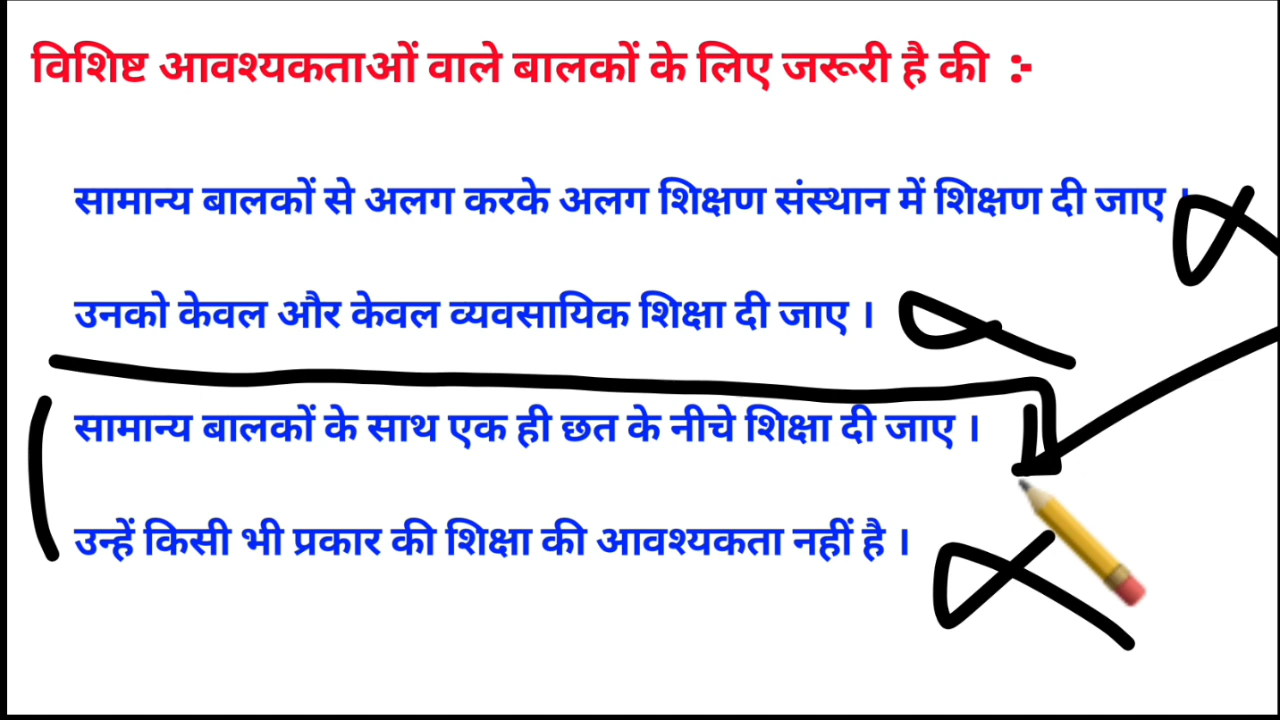 विशिष्ट आवश्यकताओं वाले बालकों के लिए जरूरी है की :-
सामान्य बालकों से अलग करके अलग शिक्षण संस्थान में शिक्षण दी जाए ।
उनको केवल और केवल व्यवसायिक शिक्षा दी जाए ।
सामान्य बालकों के साथ एक ही छत के नीचे शिक्षा दी जाए ।
उन्हें किसी भी प्रकार की शिक्षा की आवश्यकता नहीं है ।